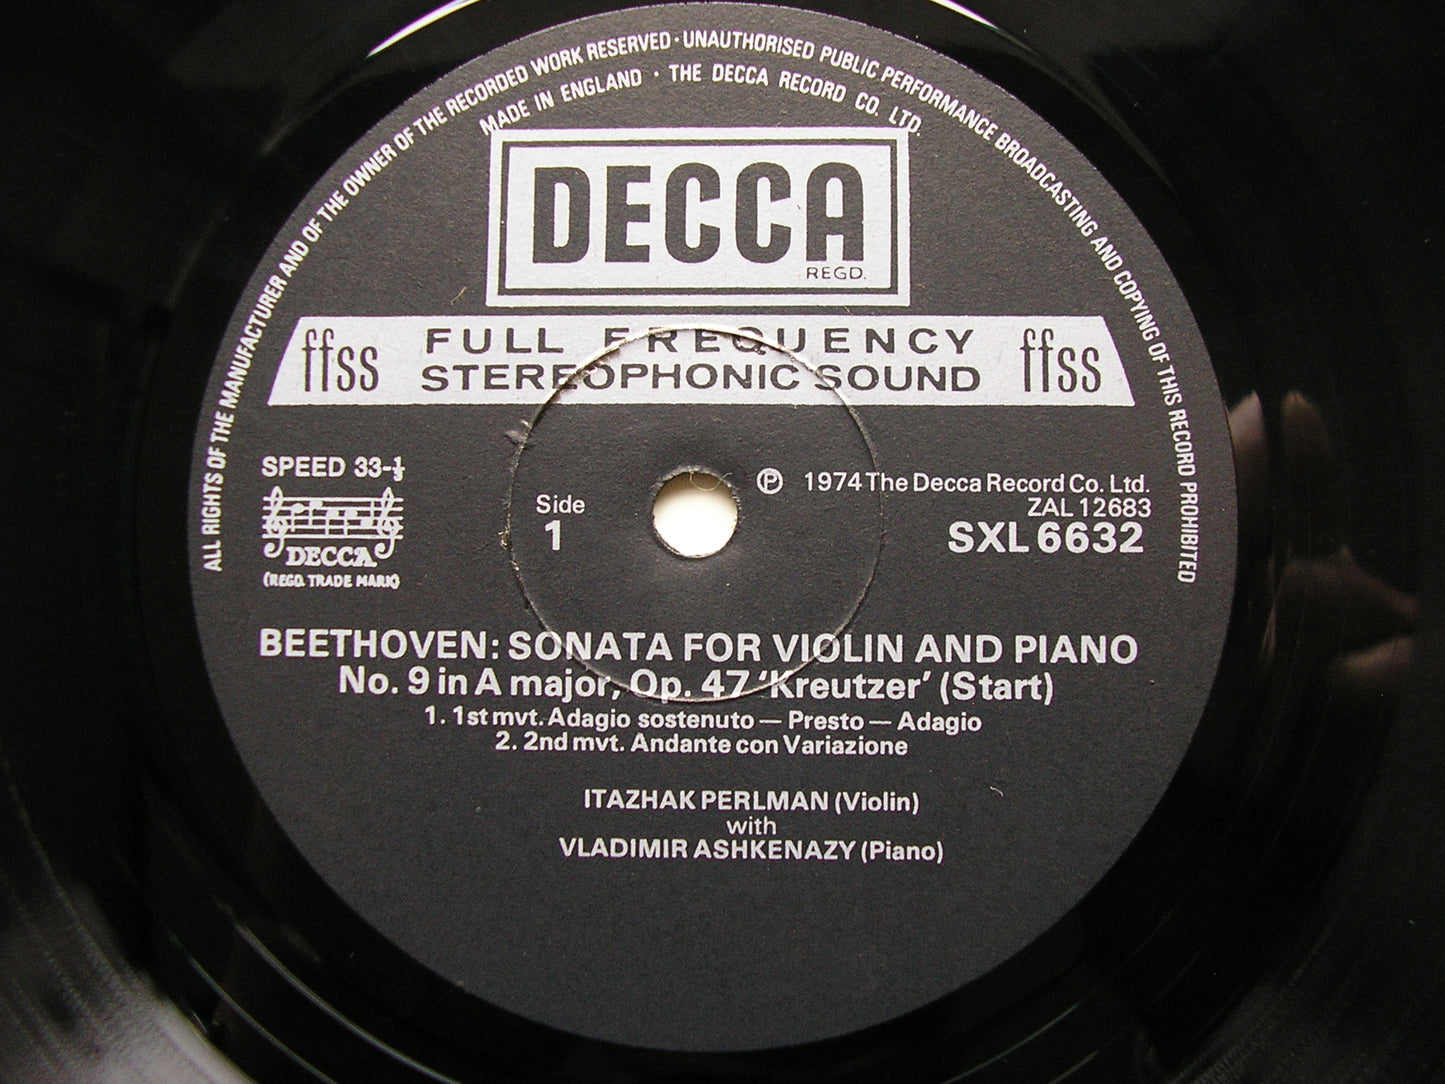 ALL RIGHTS OF THE MANUFACTURER AND OF THE OWNER OF THE RECORDED WORK RESERVED · UNAUTHORISED PUBLIC PERFORMANCE BROADCASTING AND COPYING OF THIS RECORD PROHIBITED
MADE IN ENGLAND · THE DECCA RECORD CO. LTD.
DECCA
REGD.
ffss FULL FREQUENCY ffss
STEREOPHONIC SOUND
SPEED 33-⅓
DECCA
(REGD. TRADE MARK)
Side
1
Ⓟ 1974 The Decca Record Co. Ltd.
ZAL 12683
SXL 6632
BEETHOVEN: SONATA FOR VIOLIN AND PIANO
No. 9 in A major, Op. 47 ‘Kreutzer’ (Start)
1. 1st mvt. Adagio sostenuto — Presto — Adagio
2. 2nd mvt. Andante con Variazione
ITAZHAK PERLMAN (Violin)
with
VLADIMIR ASHKENAZY (Piano)